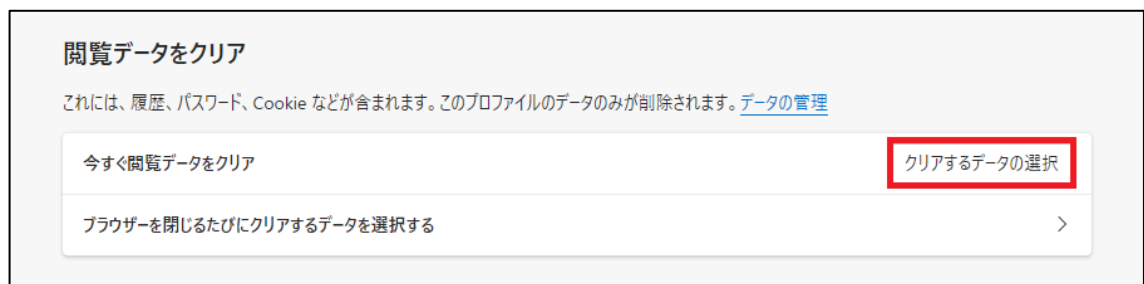 閲覧データをクリア
これには、履歴、パスワード、Cookie などが含まれます。このプロファイルのデータのみが削除されます。データの管理
今すぐ閲覧データをクリア
クリアするデータの選択
ブラウザーを閉じるたびにクリアするデータを選択する